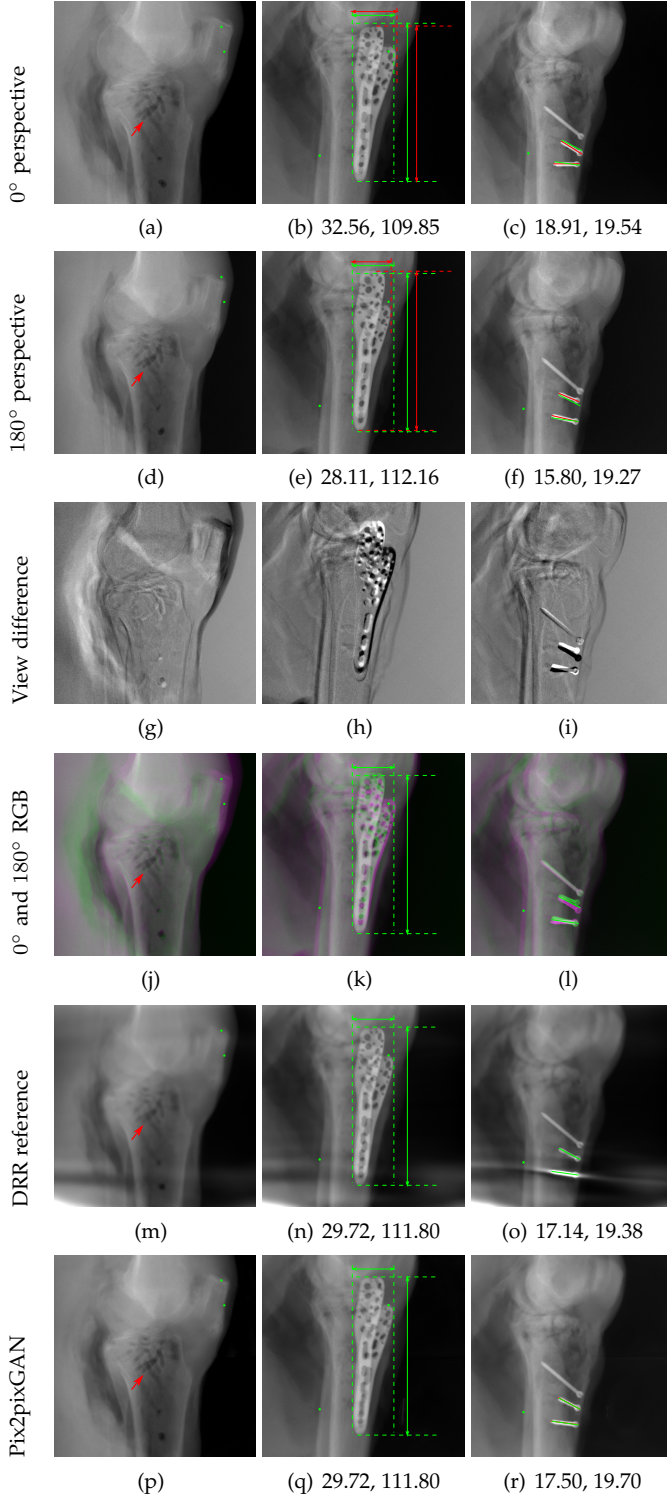 0° perspective
(a)
(b) 32.56, 109.85
(c) 18.91, 19.54
180° perspective
(d)
(e) 28.11, 112.16
(f) 15.80, 19.27
View difference
(g)
(h)
(i)
0° and 180° RGB
(j)
(k)
(l)
DRR reference
(m)
(n) 29.72, 111.80
(o) 17.14, 19.38
Pix2pixGAN
(p)
(q) 29.72, 111.80
(r) 17.50, 19.70